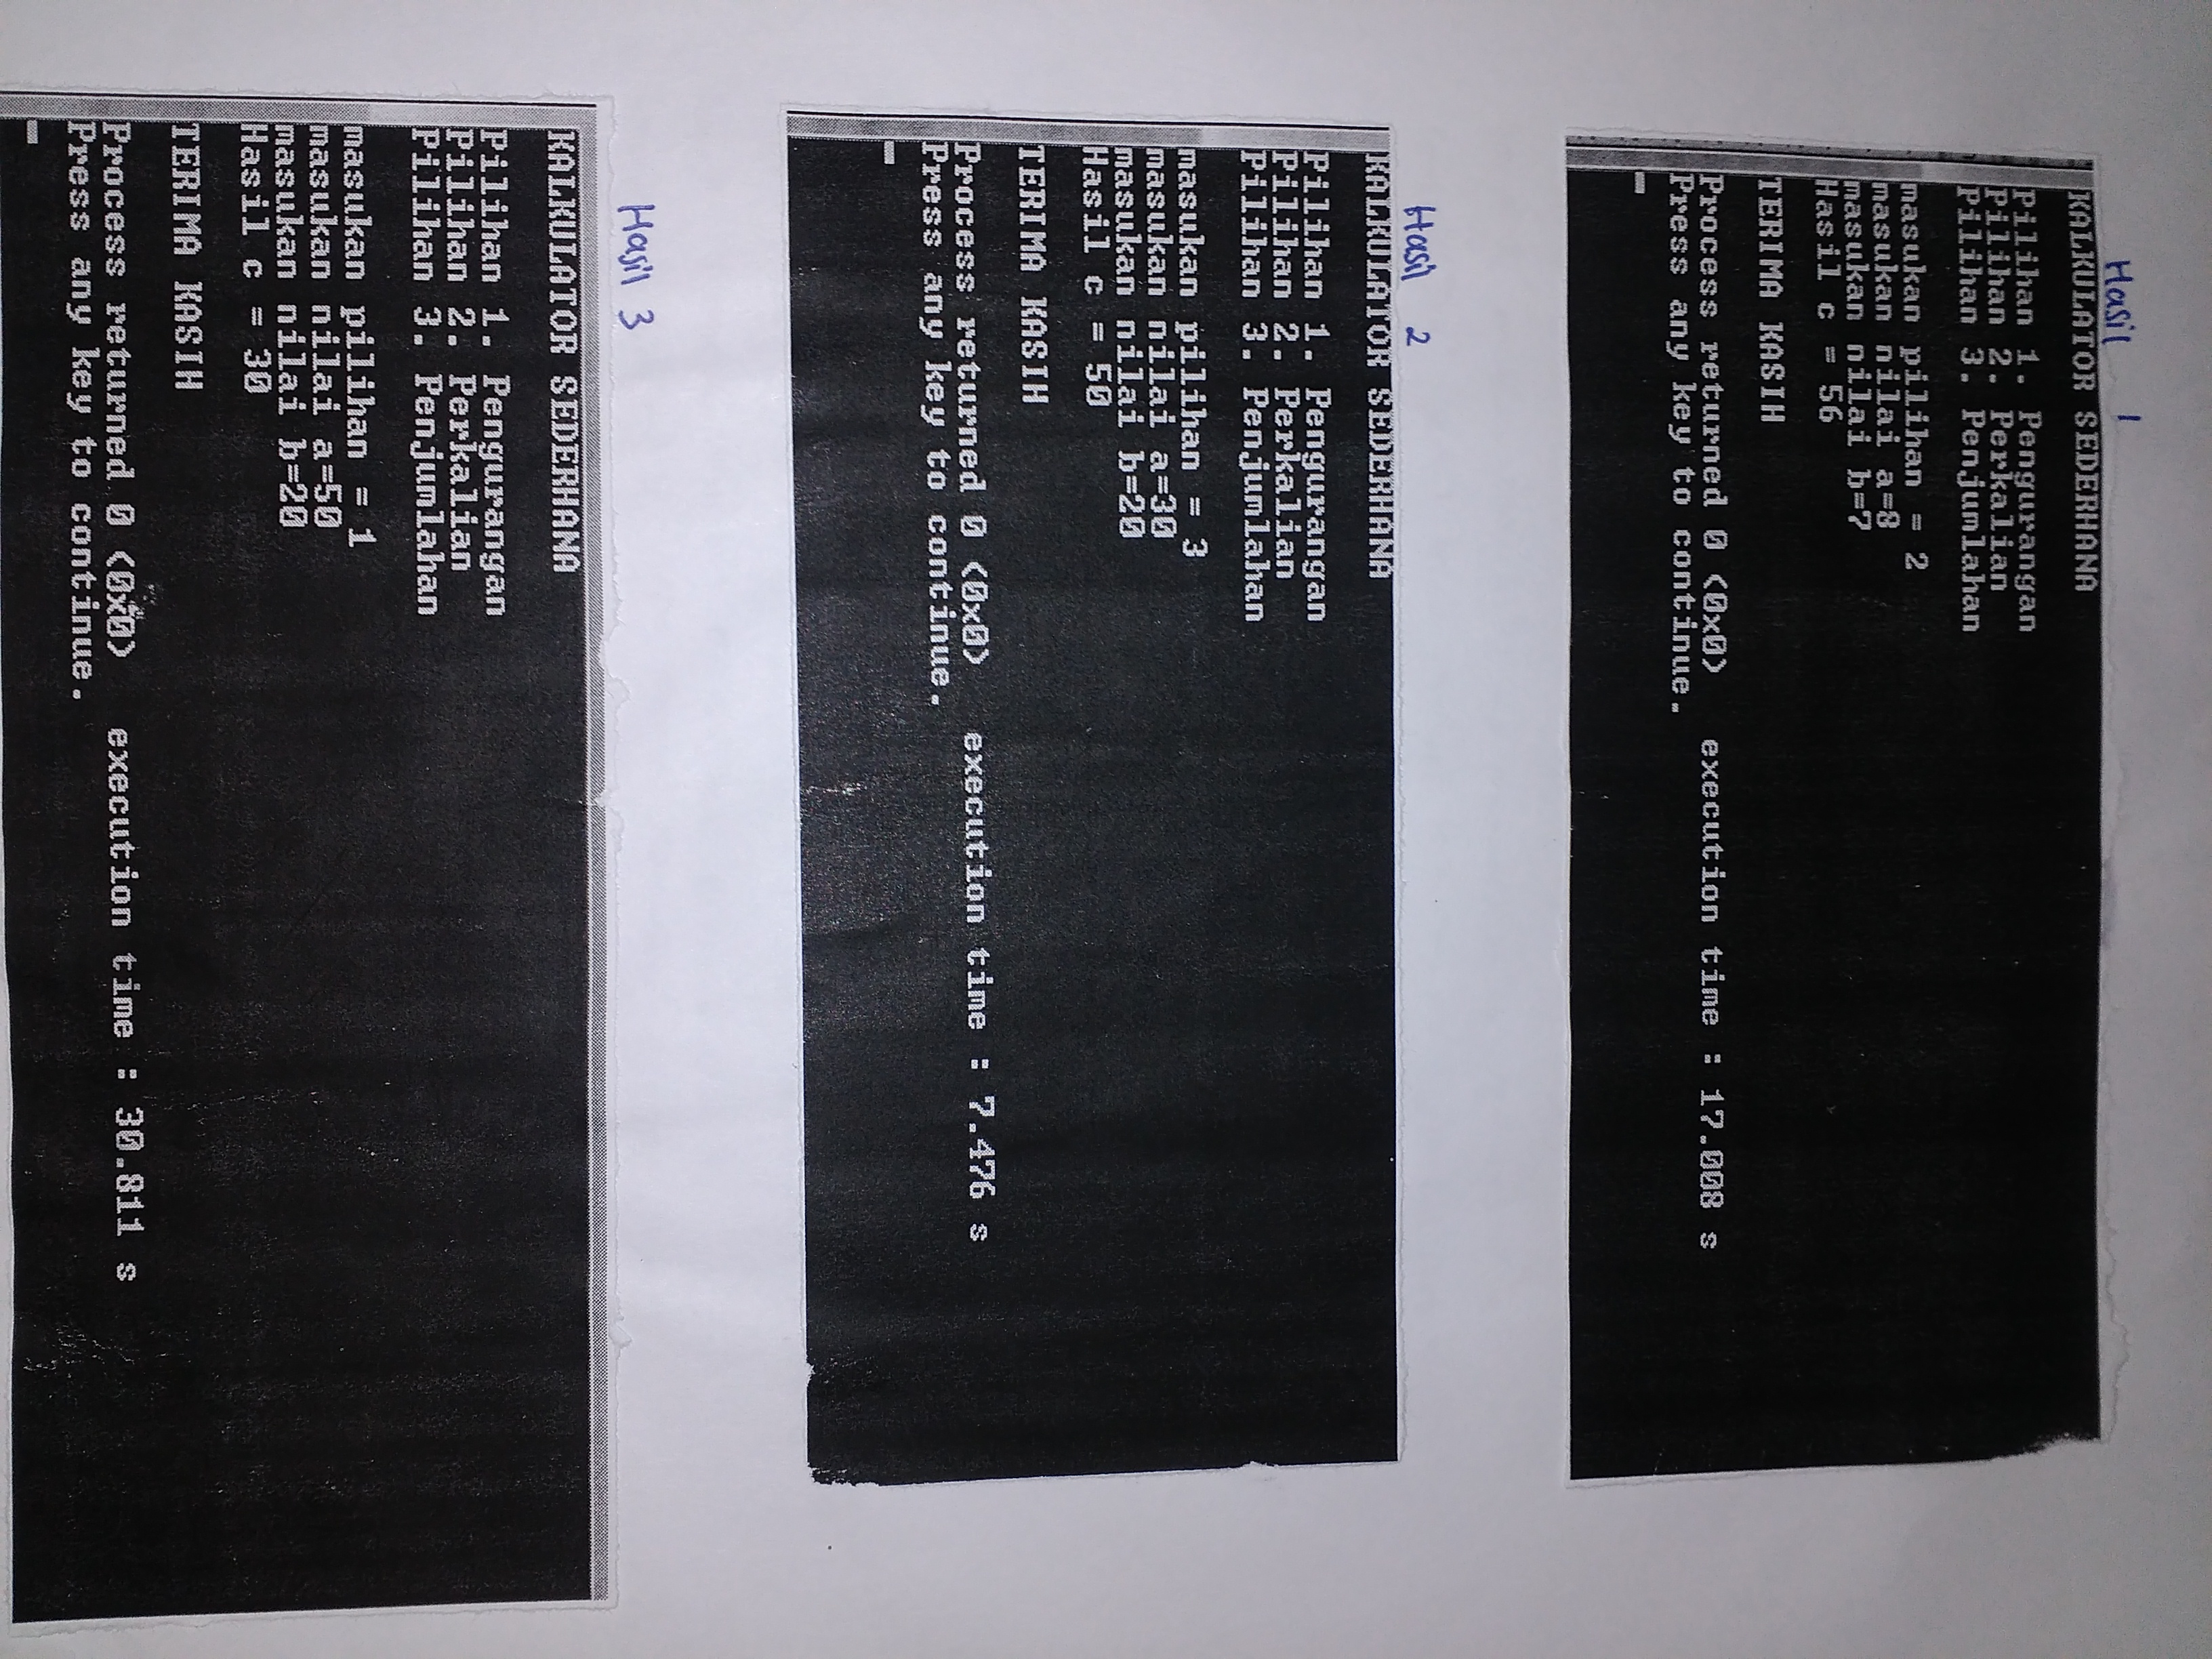 Hasil 1
KALKULATOR SEDERHANA
Pilihan 1. Pengurangan
Pilihan 2. Perkalian
Pilihan 3. Penjumlahan
masukan pilihan = 2
masukan nilai a=8
masukan nilai b=7
Hasil c = 56
TERIMA KASIH
Process returned 0 (0x0)   execution time : 17.008 s
Press any key to continue.
Hasil 2
KALKULATOR SEDERHANA
Pilihan 1. Pengurangan
Pilihan 2. Perkalian
Pilihan 3. Penjumlahan
masukan pilihan = 3
masukan nilai a=30
masukan nilai b=20
Hasil c = 50
TERIMA KASIH
Process returned 0 (0x0)   execution time : 7.476 s
Press any key to continue.
Hasil 3
KALKULATOR SEDERHANA
Pilihan 1. Pengurangan
Pilihan 2. Perkalian
Pilihan 3. Penjumlahan
masukan pilihan = 1
masukan nilai a=50
masukan nilai b=20
Hasil c = 30
TERIMA KASIH
Process returned 0 (0x0)   execution time : 30.811 s
Press any key to continue.